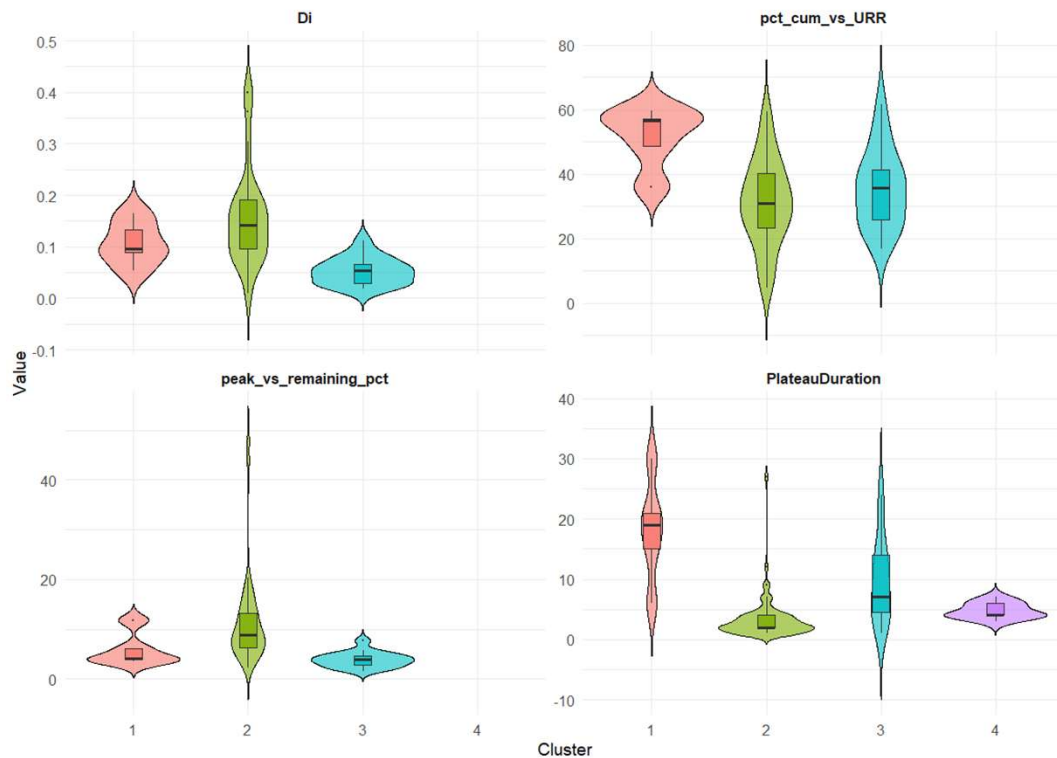 Di
pct_cum_vs_URR
0.5
0.4
0.3
0.2
0.1
0.0
-0.1
80
60
40
20
0
Value
peak_vs_remaining_pct
PlateauDuration
40
20
0
40
30
20
10
0
-10
1 2 3 4
1 2 3 4
Cluster